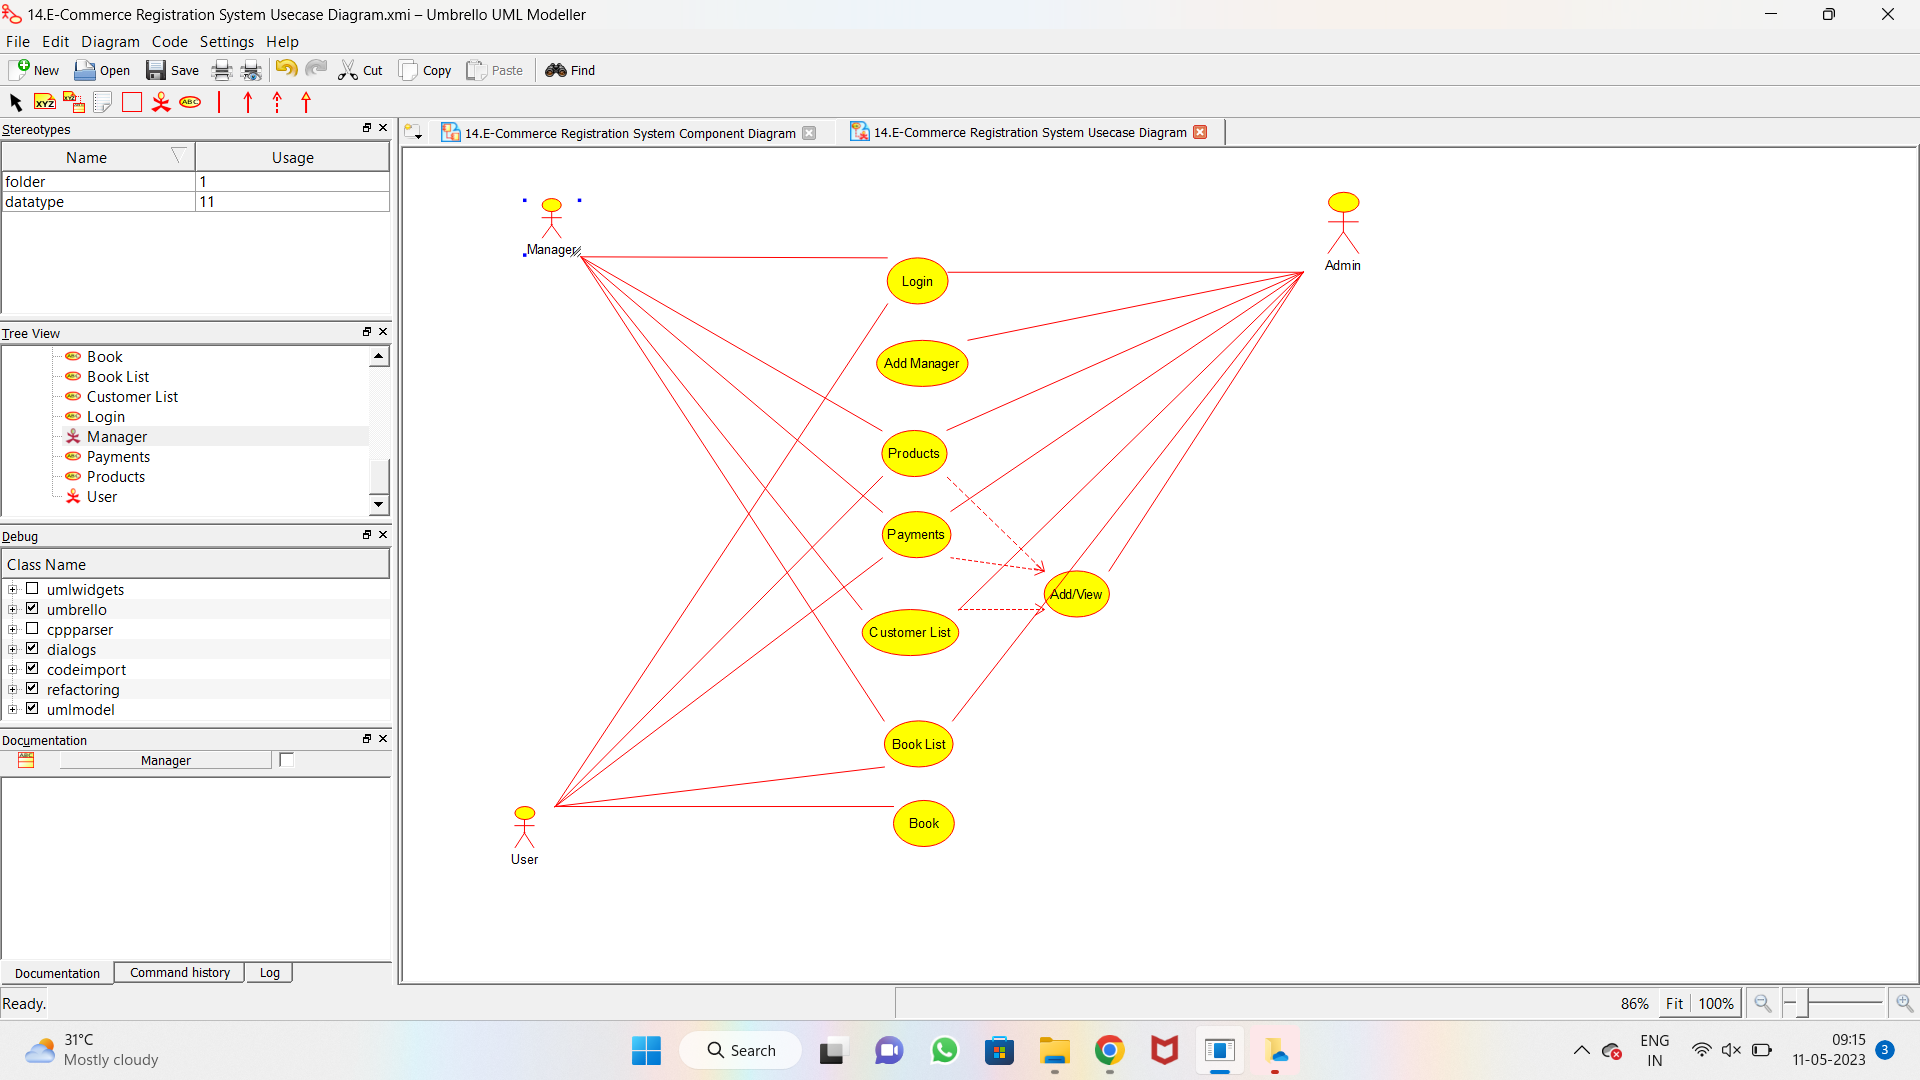 14.E-Commerce Registration System Usecase Diagram.xmi – Umbrello UML Modeller
File Edit Diagram Code Settings Help
New Open Save Cut Copy Paste Find
XYZ XYZ ABC
Stereotypes
Name Usage
folder 1
datatype 11
Tree View
Book
Book List
Customer List
Login
Manager
Payments
Products
User
Debug
Class Name
umlwidgets
umbrello
cppparser
dialogs
codeimport
refactoring
umlmodel
Documentation
Manager
Documentation Command history Log
Ready.
14.E-Commerce Registration System Component Diagram
14.E-Commerce Registration System Usecase Diagram
Manager
Admin
Login
Add Manager
Products
Payments
Add/View
Customer List
Book List
Book
User
86% Fit 100%
31°C
Mostly cloudy
Search
ENG
IN
09:15
11-05-2023
3